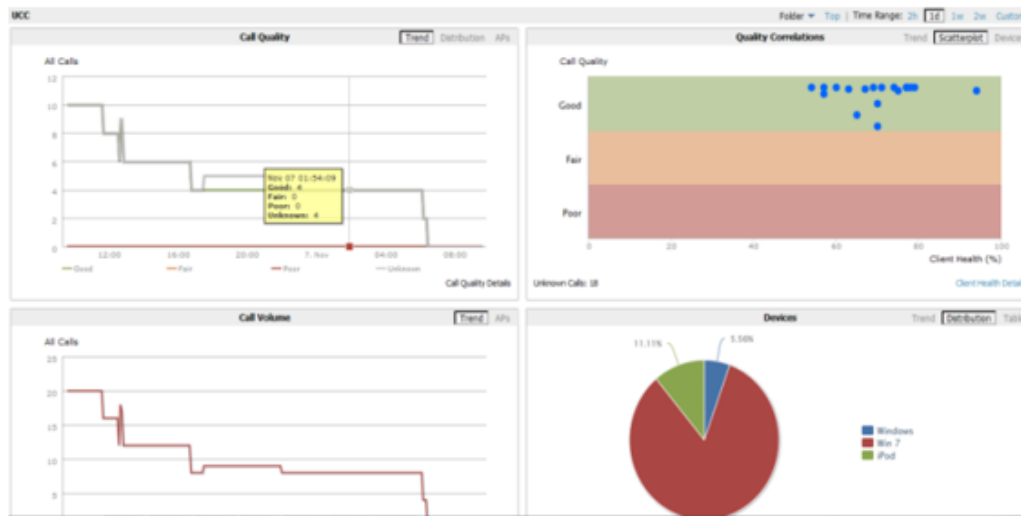 UCC
Folder Top | Time Range: 2h 1d 1w 2w Custom
Call Quality
Trend Distribution APs
All Calls
12
10
8
6
4
2
0
12:00 16:00 20:00 7. Nov 04:00 08:00
Nov 07 01:54:09
Good: 4
Fair: 0
Poor: 0
Unknown: 4
Good Fair Poor Unknown
Call Quality Details
Quality Correlations
Trend Scatterplot Device
Call Quality
Good
Fair
Poor
0 20 40 60 80 100
Client Health (%)
Unknown Calls: 18
Client Health Detail
Call Volume
Trend APs
All Calls
25
20
15
10
5
Devices
Trend Distribution Tabl
11.11%
5.56%
Windows
Win 7
iPod